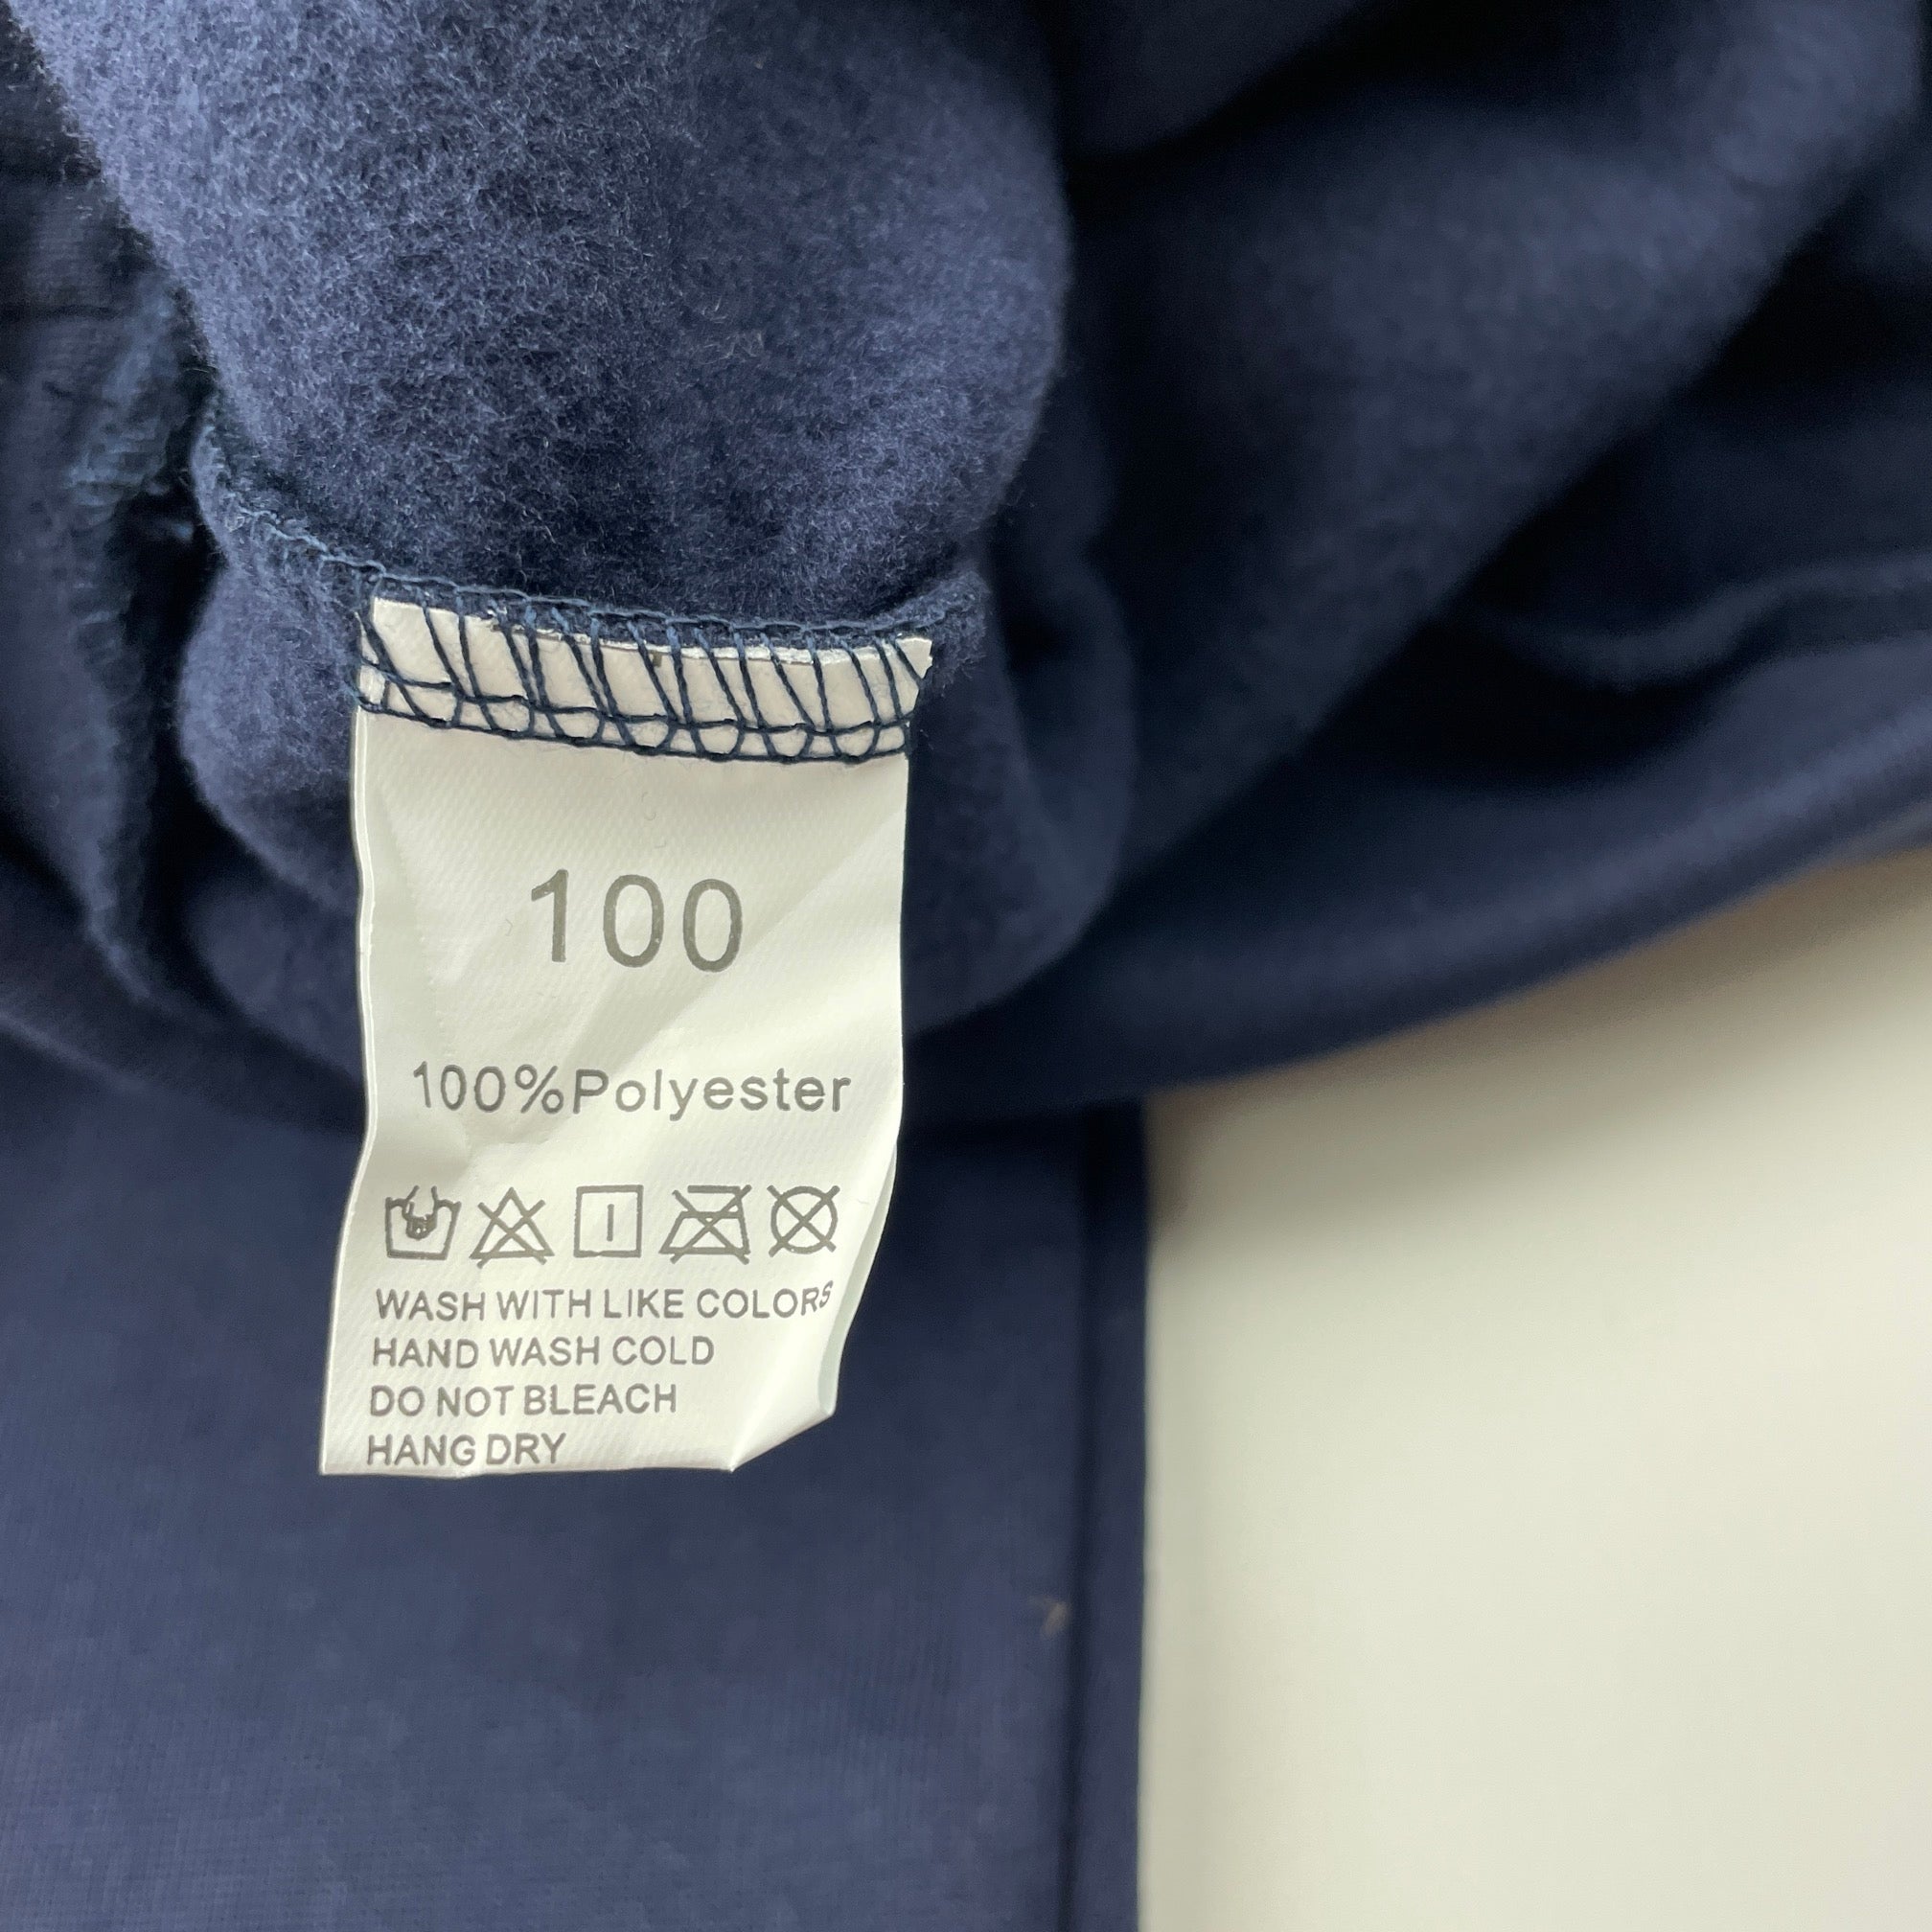 100
100%Polyester
WASH WITH LIKE COLORS
HAND WASH COLD
DO NOT BLEACH
HANG DRY